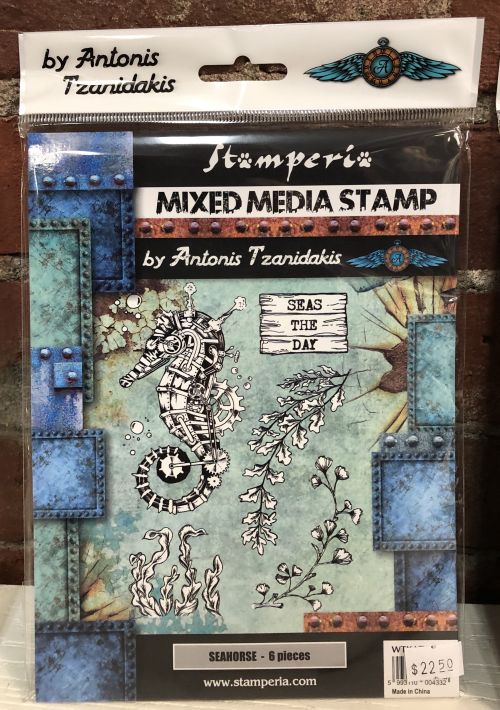 by Antonis
Tzanidakis
A
Stamperia
MIXED MEDIA STAMP
by Antonis Tzanidakis
SEAS
THE
DAY
SEAHORSE - 6 pieces
www.stamperia.com
$22.50
004332
Made in China